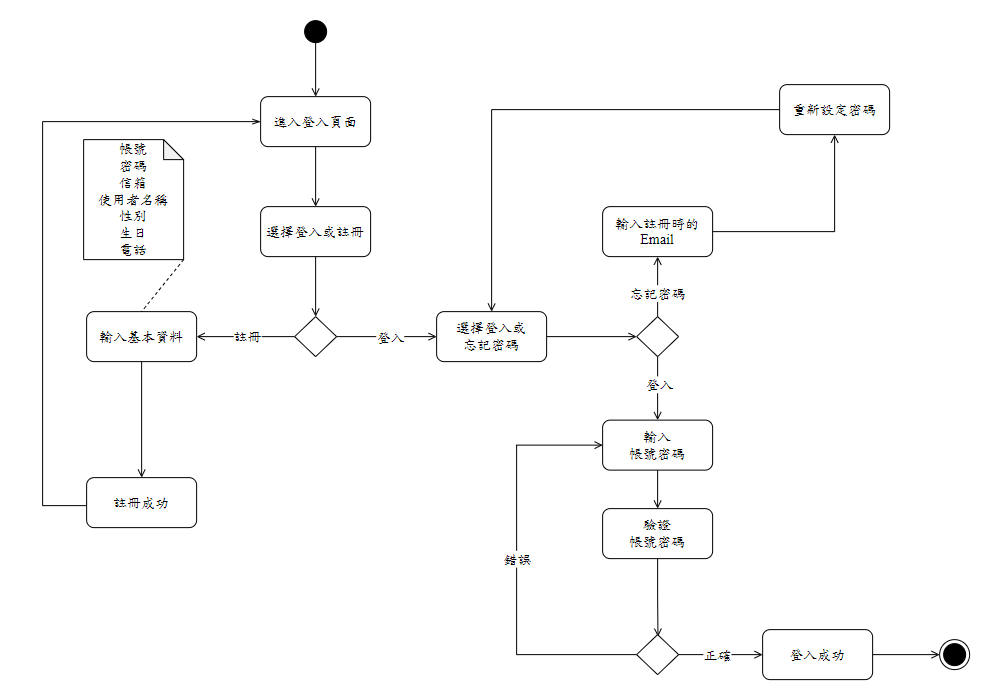 進入登入頁面
帳號
密碼
信箱
使用者名稱
性別
生日
電話
選擇登入或註冊
註冊
登入
輸入基本資料
註冊成功
選擇登入或
忘記密碼
忘記密碼
輸入註冊時的
Email
重新設定密碼
登入
輸入
帳號密碼
驗證
帳號密碼
錯誤
正確
登入成功